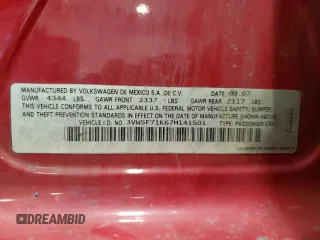 MANUFACTURED BY VOLKSWAGEN DE MEXICO S.A. DE C.V. DATE
GVWR 4344 LBS GAWR FRONT 2337 LBS GAWR REAR 2117 LBS
THIS VEHICLE CONFORMS TO ALL APPLICABLE U.S. FEDERAL MOTOR VEHICLE SAFETY, BUMPER,
AND THEFT PREVENTION STANDARDS IN EFFECT ON THE DATE OF MANUFACTURE SHOWN ABOVE.
VEHICLE I.D. NO. 3VWSF71K67M141501 TYPE: PASSENGER CAR
DREAMBID